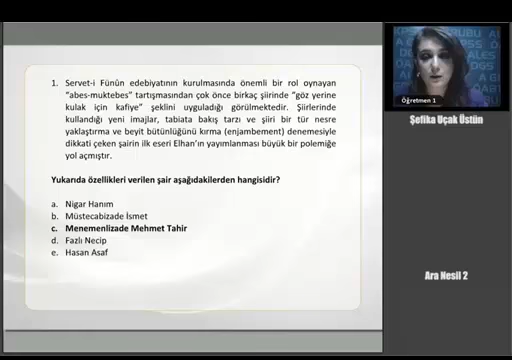 1. Servet-i Fünûn edebiyatının kurulmasında önemli bir rol oynayan
"abes-muktebes" tartışmasından çok önce birkaç şiirinde "göz yerine
kulak için kafiye" şeklini uyguladığı görülmektedir. Şiirlerinde
kullandığı yeni imajlar, tabiata bakış tarzı ve şiiri bir tür nesre
yaklaştırma ve beyit bütünlüğünü kırma (enjambement) denemesiyle
dikkati çeken şairin ilk eseri Elhan'ın yayımlanması büyük bir polemiğe
yol açmıştır.
Yukarıda özellikleri verilen şair aşağıdakilerden hangisidir?
a. Nigar Hanım
b. Müstecabizade İsmet
c. Menemenlizade Mehmet Tahir
d. Fazlı Necip
e. Hasan Asaf
Öğretmen 1
Şefika Uçak Üstün
Ara Nesil 2